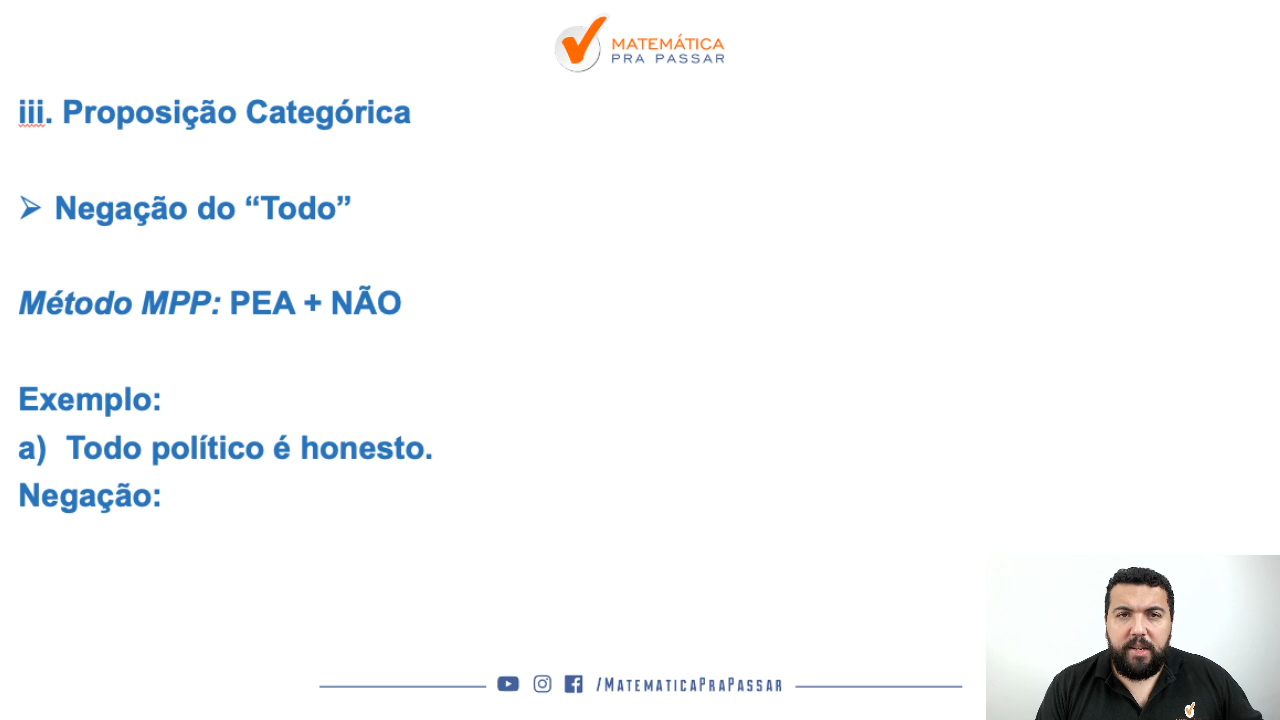 MATEMÁTICA
PRA PASSAR
iii. Proposição Categórica
➢ Negação do “Todo”
Método MPP: PEA + NÃO
Exemplo:
a) Todo político é honesto.
Negação:
/MATEMATICAPRAPASSAR